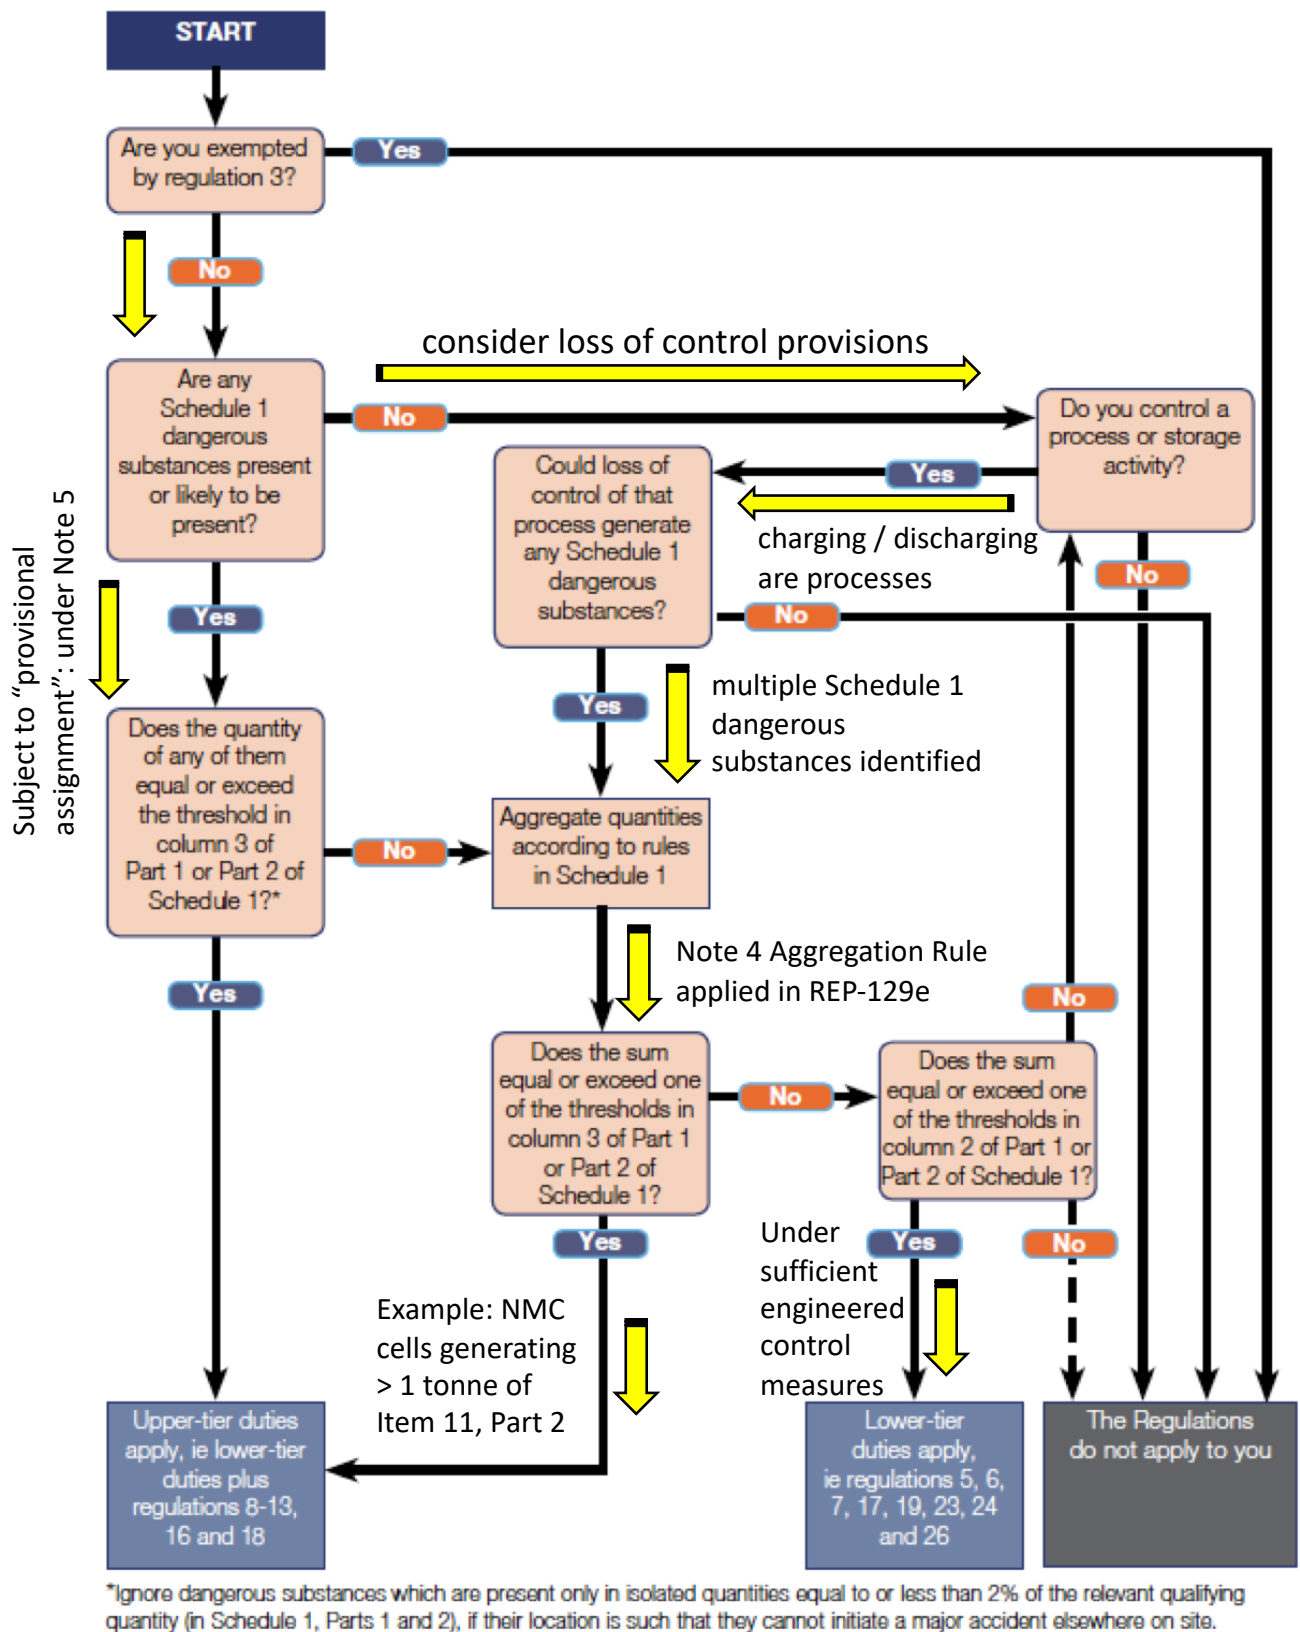 START
Are you exempted
by regulation 3?
Yes
No
consider loss of control provisions
Are any
Schedule 1
dangerous
substances present
or likely to be
present?
No
Do you control a
process or storage
activity?
Yes
Could loss of
control of that
process generate
any Schedule 1
dangerous
substances?
charging / discharging
are processes
No
No
Subject to “provisional
assignment”: under Note 5
Yes
Yes
multiple Schedule 1
dangerous
substances identified
Does the quantity
of any of them
equal or exceed
the threshold in
column 3 of
Part 1 or Part 2 of
Schedule 1?*
No
Aggregate quantities
according to rules
in Schedule 1
Note 4 Aggregation Rule
applied in REP-129e
Yes
No
Does the sum
equal or exceed one
of the thresholds in
column 3 of Part 1
or Part 2 of
Schedule 1?
No
Does the sum
equal or exceed one
of the thresholds in
column 2 of Part 1 or
Part 2 of Schedule 1?
Yes
Under
sufficient
engineered
control
measures
Yes
No
Example: NMC
cells generating
> 1 tonne of
Item 11, Part 2
Upper-tier duties
apply, ie lower-tier
duties plus
regulations 8-13,
16 and 18
Lower-tier
duties apply,
ie regulations 5, 6,
7, 17, 19, 23, 24
and 26
The Regulations
do not apply to you
*Ignore dangerous substances which are present only in isolated quantities equal to or less than 2% of the relevant qualifying
quantity (in Schedule 1, Parts 1 and 2), if their location is such that they cannot initiate a major accident elsewhere on site.